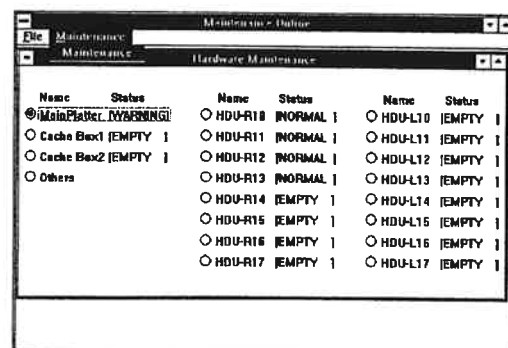 Maintenance Online
File Maintenance
Maintenance
Hardware Maintenance
Name Status Name Status Name Status
MainPlatter [WARNING] HDU-R10 [NORMAL ] HDU-L10 [EMPTY ]
Cache Box1 [EMPTY ] HDU-R11 [NORMAL ] HDU-L11 [EMPTY ]
Cache Box2 [EMPTY ] HDU-R12 [NORMAL ] HDU-L12 [EMPTY ]
Others HDU-R13 [NORMAL ] HDU-L13 [EMPTY ]
HDU-R14 [EMPTY ] HDU-L14 [EMPTY ]
HDU-R15 [EMPTY ] HDU-L15 [EMPTY ]
HDU-R16 [EMPTY ] HDU-L16 [EMPTY ]
HDU-R17 [EMPTY ] HDU-L17 [EMPTY ]